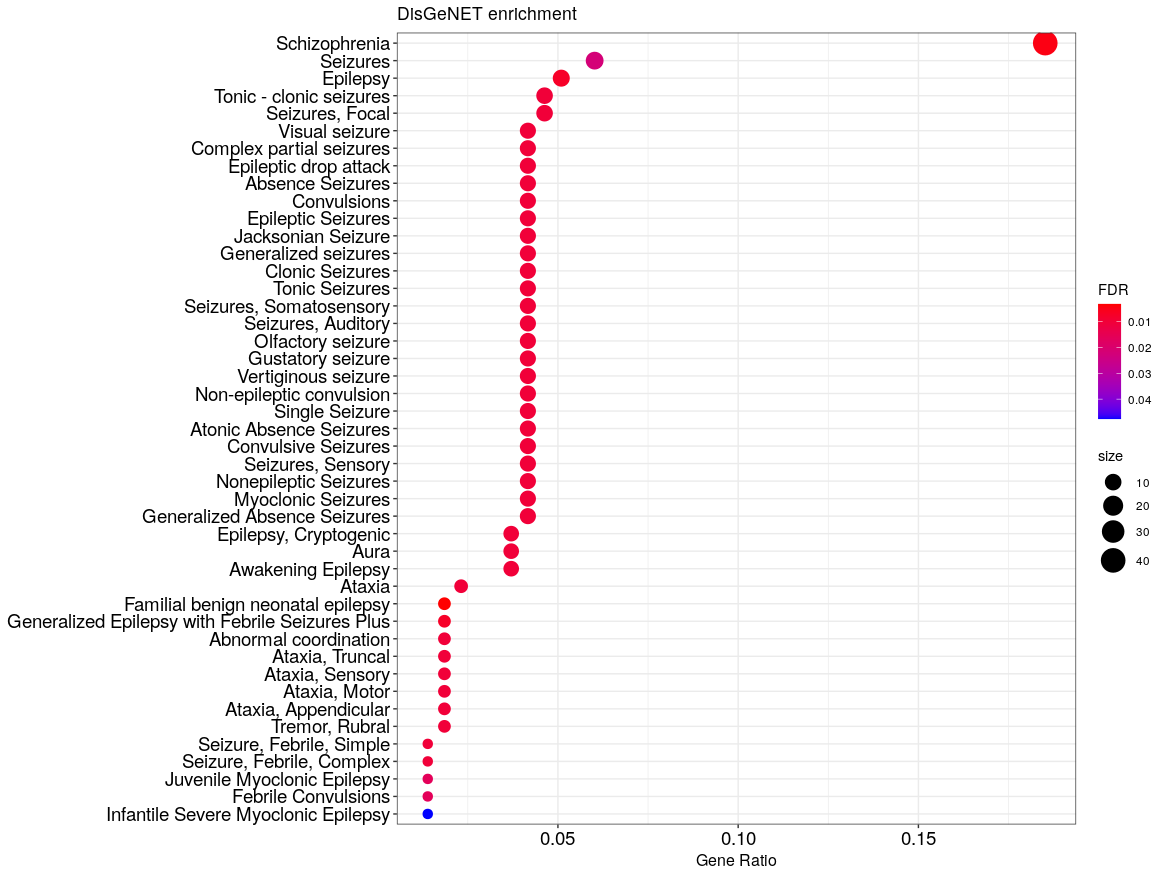 DisGeNET enrichment
Schizophrenia
Seizures
Epilepsy
Tonic - clonic seizures
Seizures, Focal
Visual seizure
Complex partial seizures
Epileptic drop attack
Absence Seizures
Convulsions
Epileptic Seizures
Jacksonian Seizure
Generalized seizures
Clonic Seizures
Tonic Seizures
Seizures, Somatosensory
Seizures, Auditory
Olfactory seizure
Gustatory seizure
Vertiginous seizure
Non-epileptic convulsion
Single Seizure
Atonic Absence Seizures
Convulsive Seizures
Seizures, Sensory
Nonepileptic Seizures
Myoclonic Seizures
Generalized Absence Seizures
Epilepsy, Cryptogenic
Aura
Awakening Epilepsy
Ataxia
Familial benign neonatal epilepsy
Generalized Epilepsy with Febrile Seizures Plus
Abnormal coordination
Ataxia, Truncal
Ataxia, Sensory
Ataxia, Motor
Ataxia, Appendicular
Tremor, Rubral
Seizure, Febrile, Simple
Seizure, Febrile, Complex
Juvenile Myoclonic Epilepsy
Febrile Convulsions
Infantile Severe Myoclonic Epilepsy
0.05 0.10 0.15
Gene Ratio
FDR
0.01
0.02
0.03
0.04
size
10
20
30
40